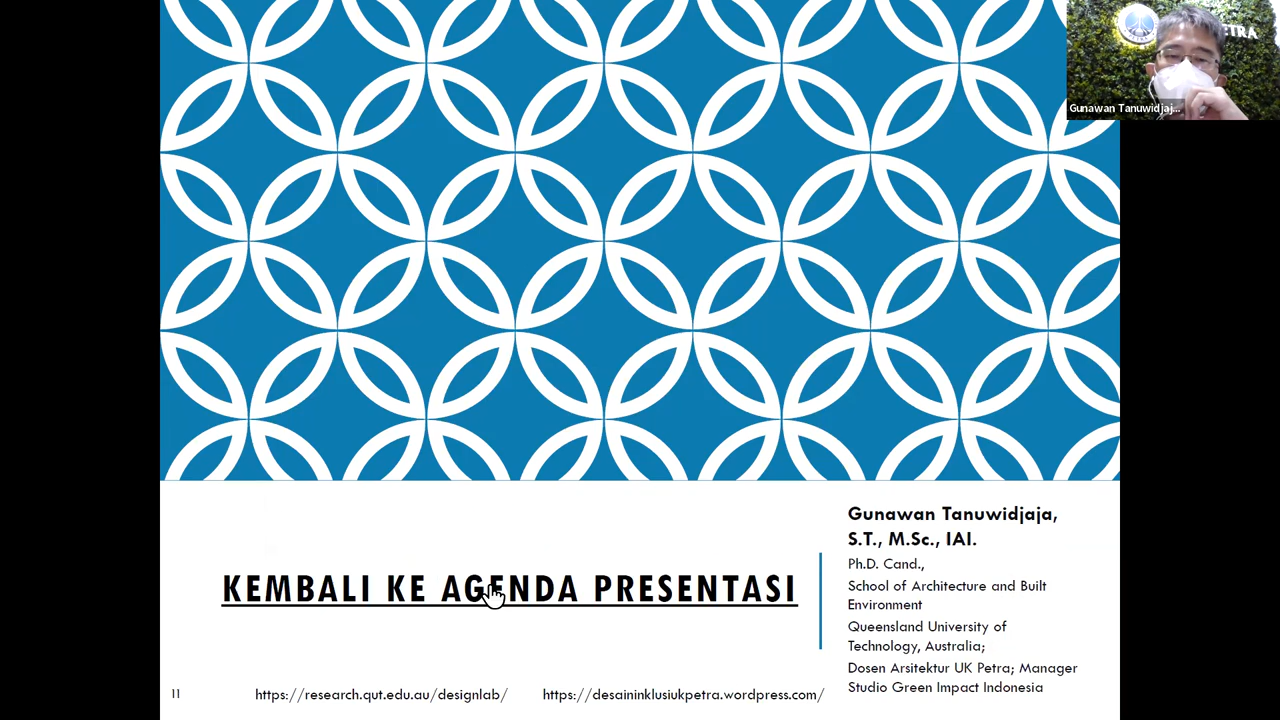 ETRA
Gunawan Tanuwidjaj...
KEMBALI KE AGENDA PRESENTASI
Gunawan Tanuwidjaja,
S.T., M.Sc., IAI.
Ph.D. Cand.,
School of Architecture and Built
Environment
Queensland University of
Technology, Australia;
Dosen Arsitektur UK Petra; Manager
Studio Green Impact Indonesia
11
https://research.qut.edu.au/designlab/
https://desaininklusiukpetra.wordpress.com/